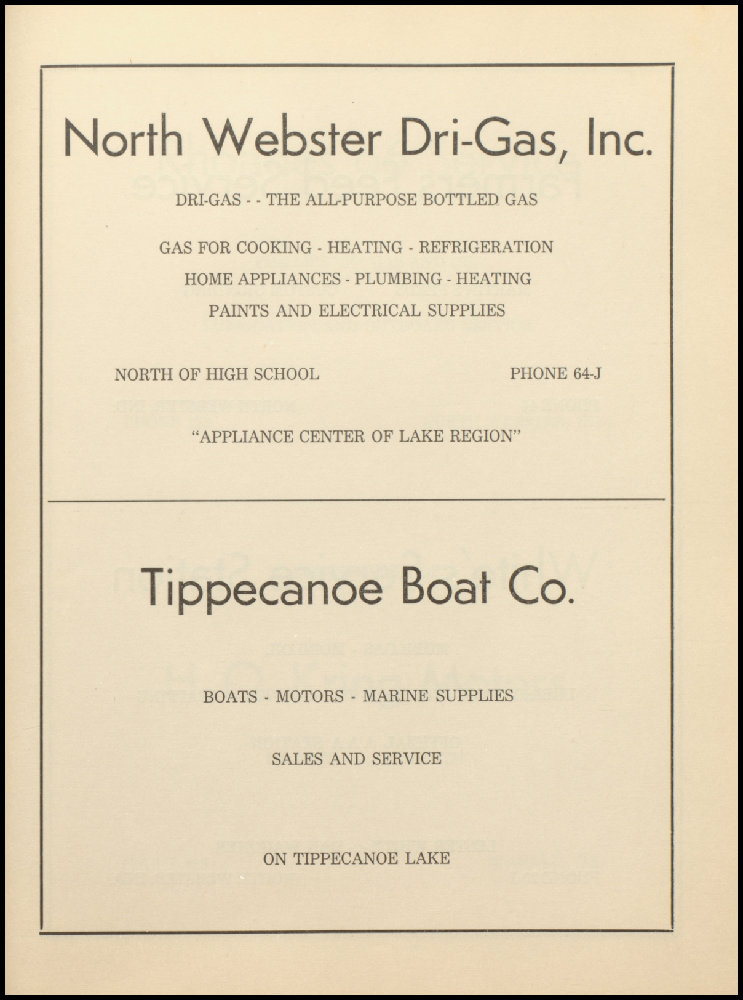 North Webster Dri-Gas, Inc.
DRI-GAS - - THE ALL-PURPOSE BOTTLED GAS
GAS FOR COOKING - HEATING - REFRIGERATION
HOME APPLIANCES - PLUMBING - HEATING
PAINTS AND ELECTRICAL SUPPLIES
NORTH OF HIGH SCHOOL PHONE 64-J
“APPLIANCE CENTER OF LAKE REGION”
Tippecanoe Boat Co.
BOATS - MOTORS - MARINE SUPPLIES
SALES AND SERVICE
ON TIPPECANOE LAKE